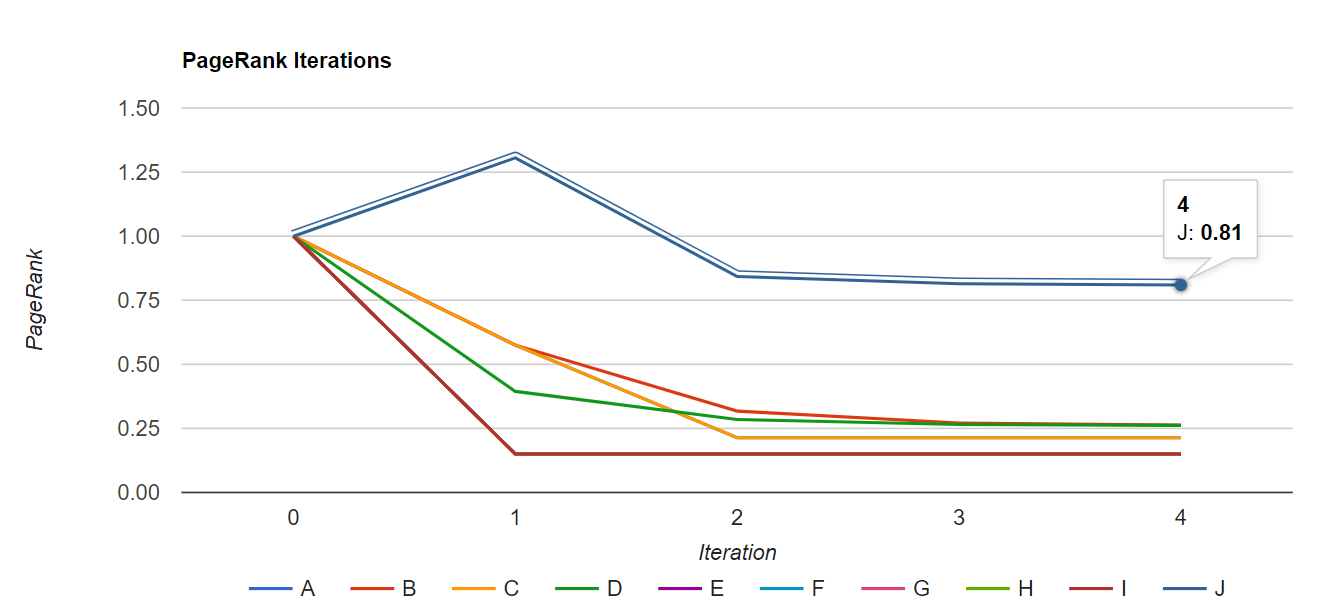 PageRank Iterations
1.50
1.25
1.00
0.75
0.50
0.25
0.00
PageRank
4
J: 0.81
0 1 2 3 4
Iteration
A B C D E F G H I J